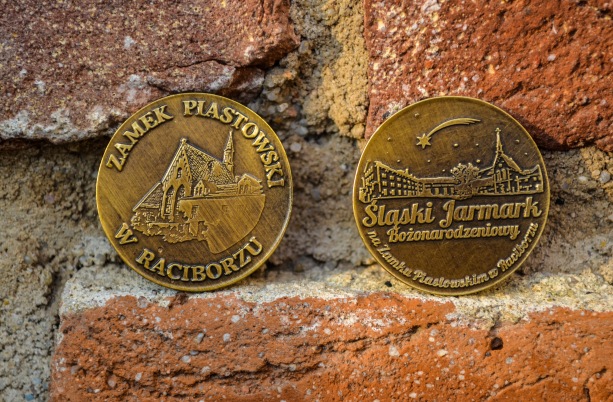 ZAMEK PIASTOWSKI
W RACIBORZU
Śląski Jarmark
Bożonarodzeniowy
na Zamku Piastowskim w Raciborzu